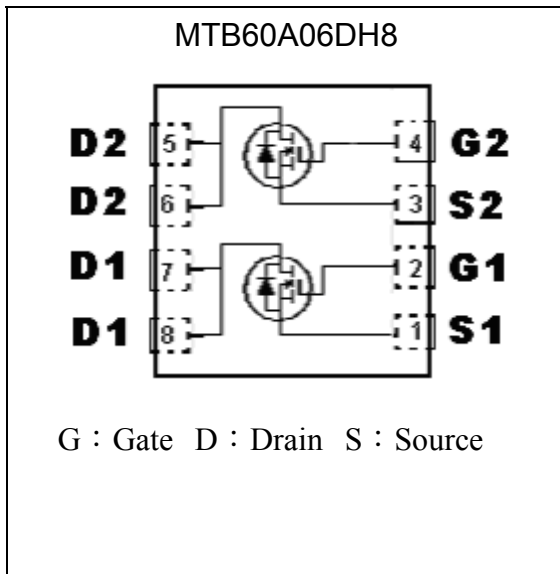 MTB60A06DH8
D2 5 4 G2
D2 6 3 S2
D1 7 2 G1
D1 8 1 S1
G：Gate D：Drain S：Source